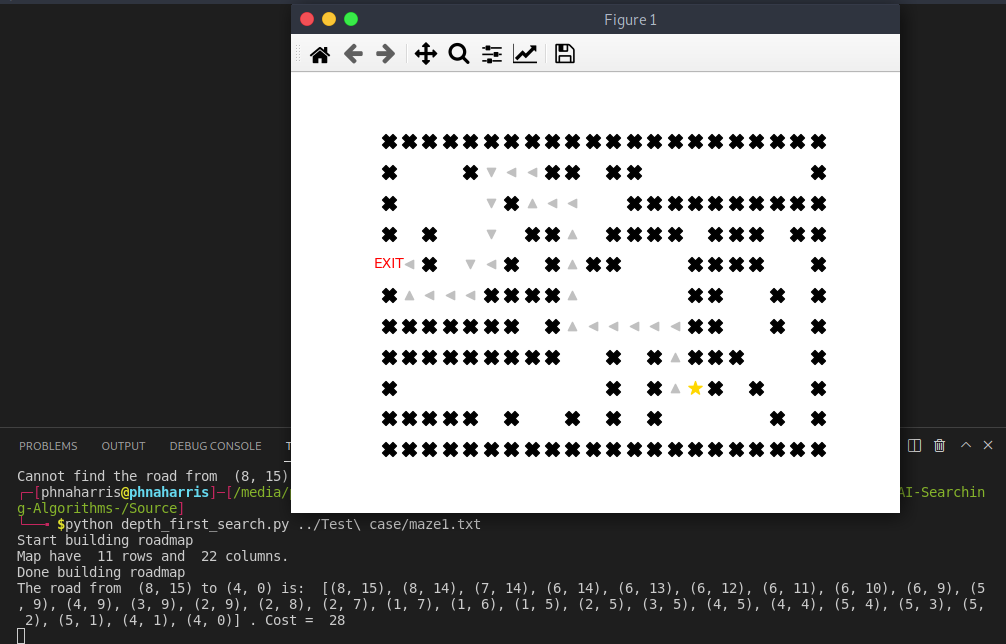 Figure 1
EXIT
PROBLEMS OUTPUT DEBUG CONSOLE T
Cannot find the road from  (8, 15)
┌─[phnaharris@phnaharris]─[/media/ AI-Searchin
g-Algorithms-/Source]
└──╼ $python depth_first_search.py ../Test\ case/maze1.txt
Start building roadmap
Map have  11 rows and  22 columns.
Done building roadmap
The road from  (8, 15) to (4, 0) is:  [(8, 15), (8, 14), (7, 14), (6, 14), (6, 13), (6, 12), (6, 11), (6, 10), (6, 9), (5
, 9), (4, 9), (3, 9), (2, 9), (2, 8), (2, 7), (1, 7), (1, 6), (1, 5), (2, 5), (3, 5), (4, 5), (4, 4), (5, 4), (5, 3), (5,
 2), (5, 1), (4, 1), (4, 0)] . Cost =  28